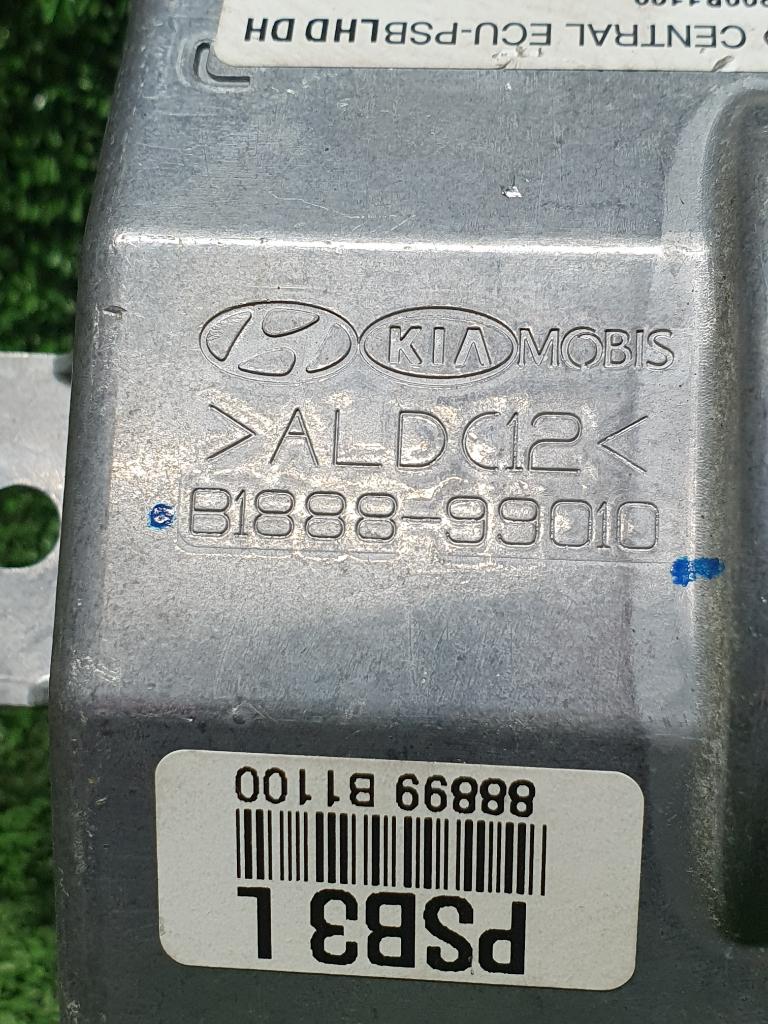 CENTRAL ECU-PSBLHD DH
KIA MOBIS
>ALDC12<
B1888-99010
88899 B1100
PSB3 L